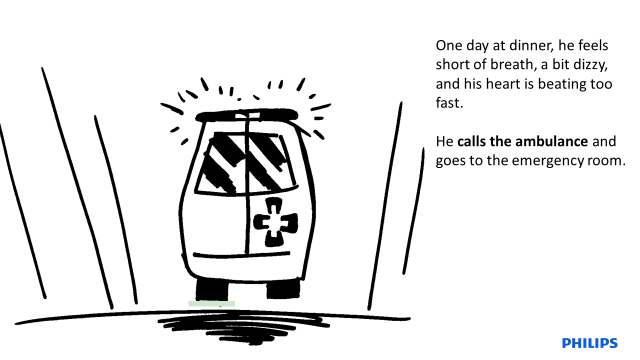 One day at dinner, he feels
short of breath, a bit dizzy,
and his heart is beating too
fast.
He calls the ambulance and
goes to the emergency room.
PHILIPS